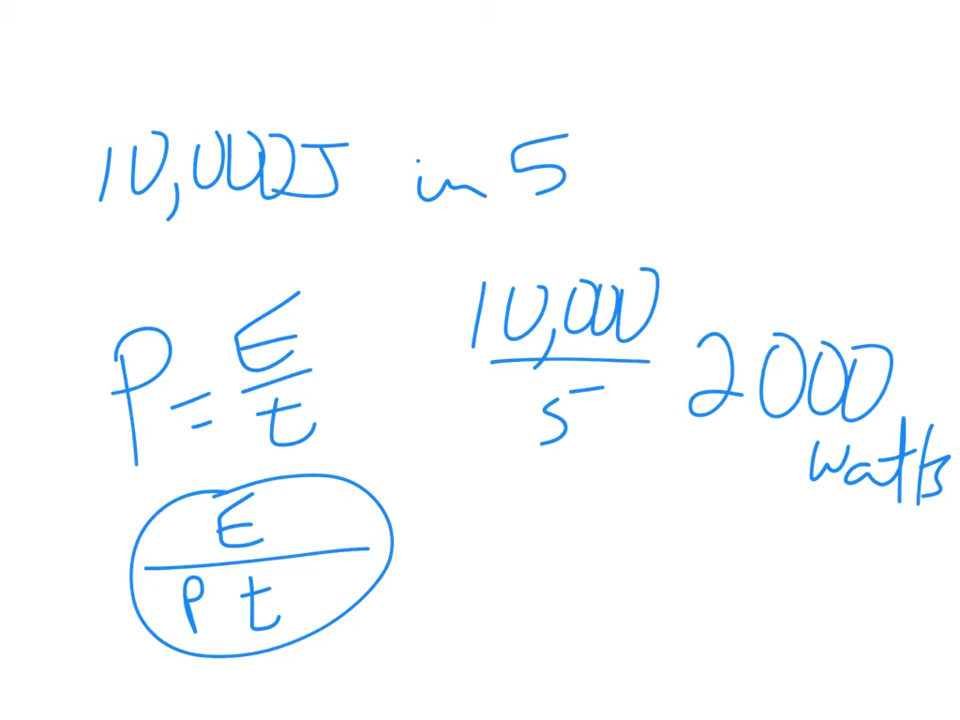 10,000J in 5
P = E/t
10,000/5 2000
watts
E
P t